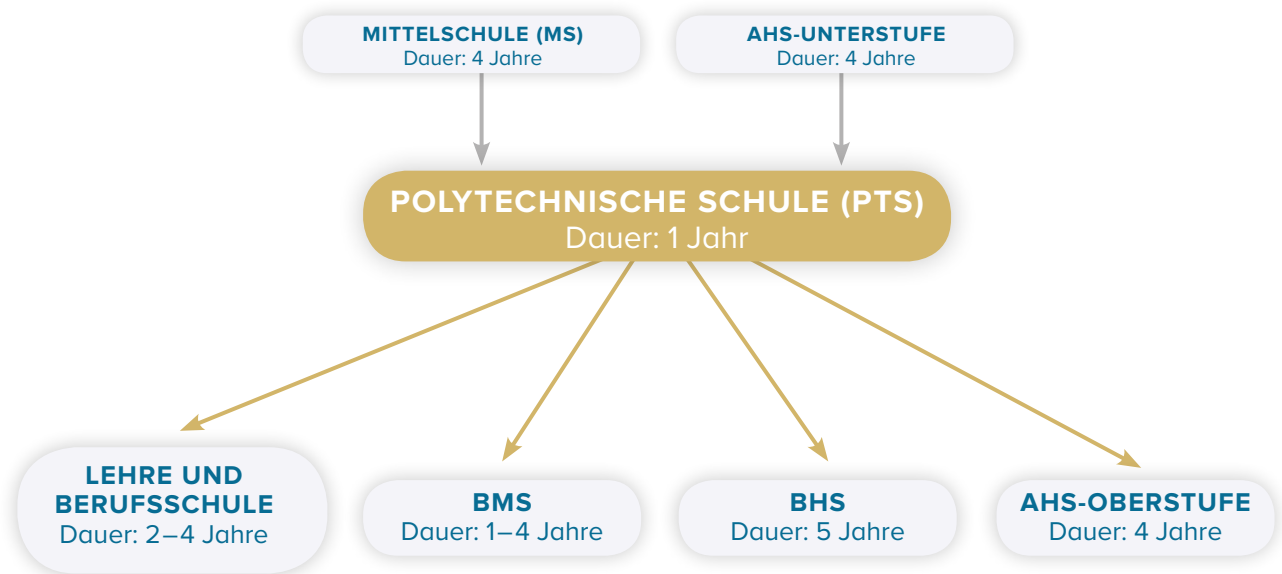 MITTELSCHULE (MS)
Dauer: 4 Jahre
AHS-UNTERSTUFE
Dauer: 4 Jahre
POLYTECHNISCHE SCHULE (PTS)
Dauer: 1 Jahr
LEHRE UND
BERUFSSCHULE
Dauer: 2–4 Jahre
BMS
Dauer: 1–4 Jahre
BHS
Dauer: 5 Jahre
AHS-OBERSTUFE
Dauer: 4 Jahre